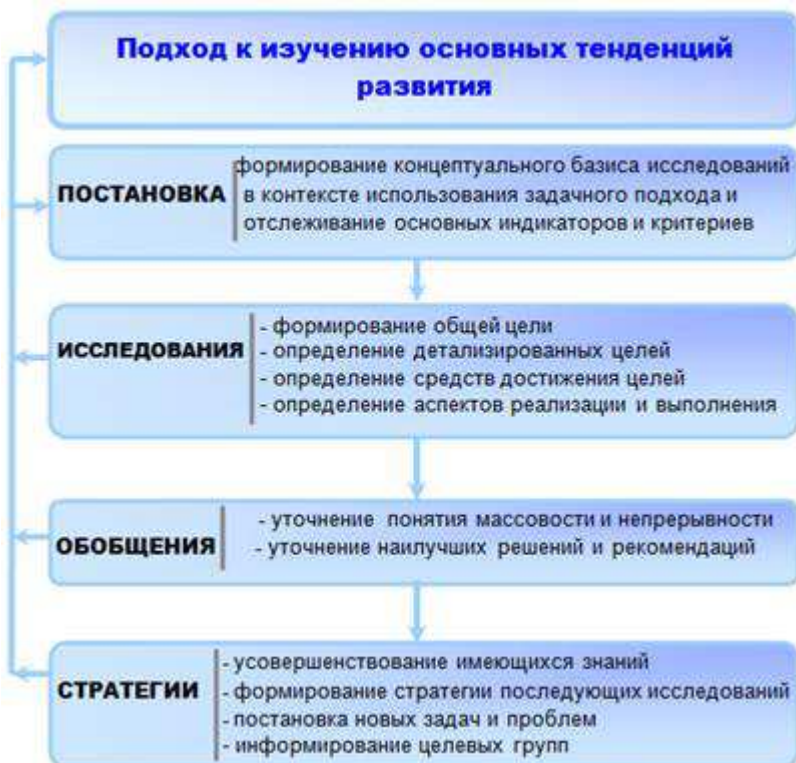 Подход к изучению основных тенденций
развития
ПОСТАНОВКА
формирование концептуального базиса исследований
в контексте использования задачного подхода и
отслеживание основных индикаторов и критериев
ИССЛЕДОВАНИЯ
- формирование общей цели
- определение детализированных целей
- определение средств достижения целей
- определение аспектов реализации и выполнения
ОБОБЩЕНИЯ
- уточнение понятия массовости и непрерывности
- уточнение наилучших решений и рекомендаций
СТРАТЕГИИ
- усовершенствование имеющихся знаний
- формирование стратегии последующих исследований
- постановка новых задач и проблем
- информирование целевых групп